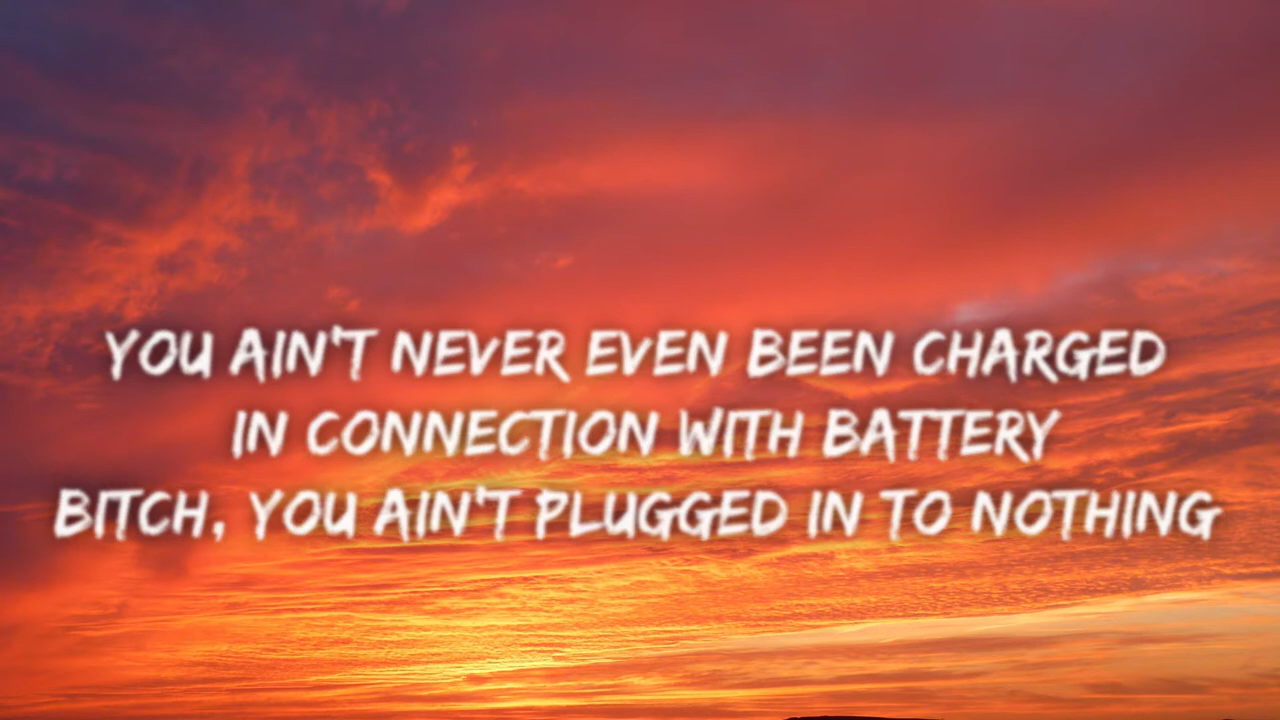 YOU AIN'T NEVER EVEN BEEN CHARGED
IN CONNECTION WITH BATTERY
BITCH, YOU AIN'T PLUGGED IN TO NOTHING